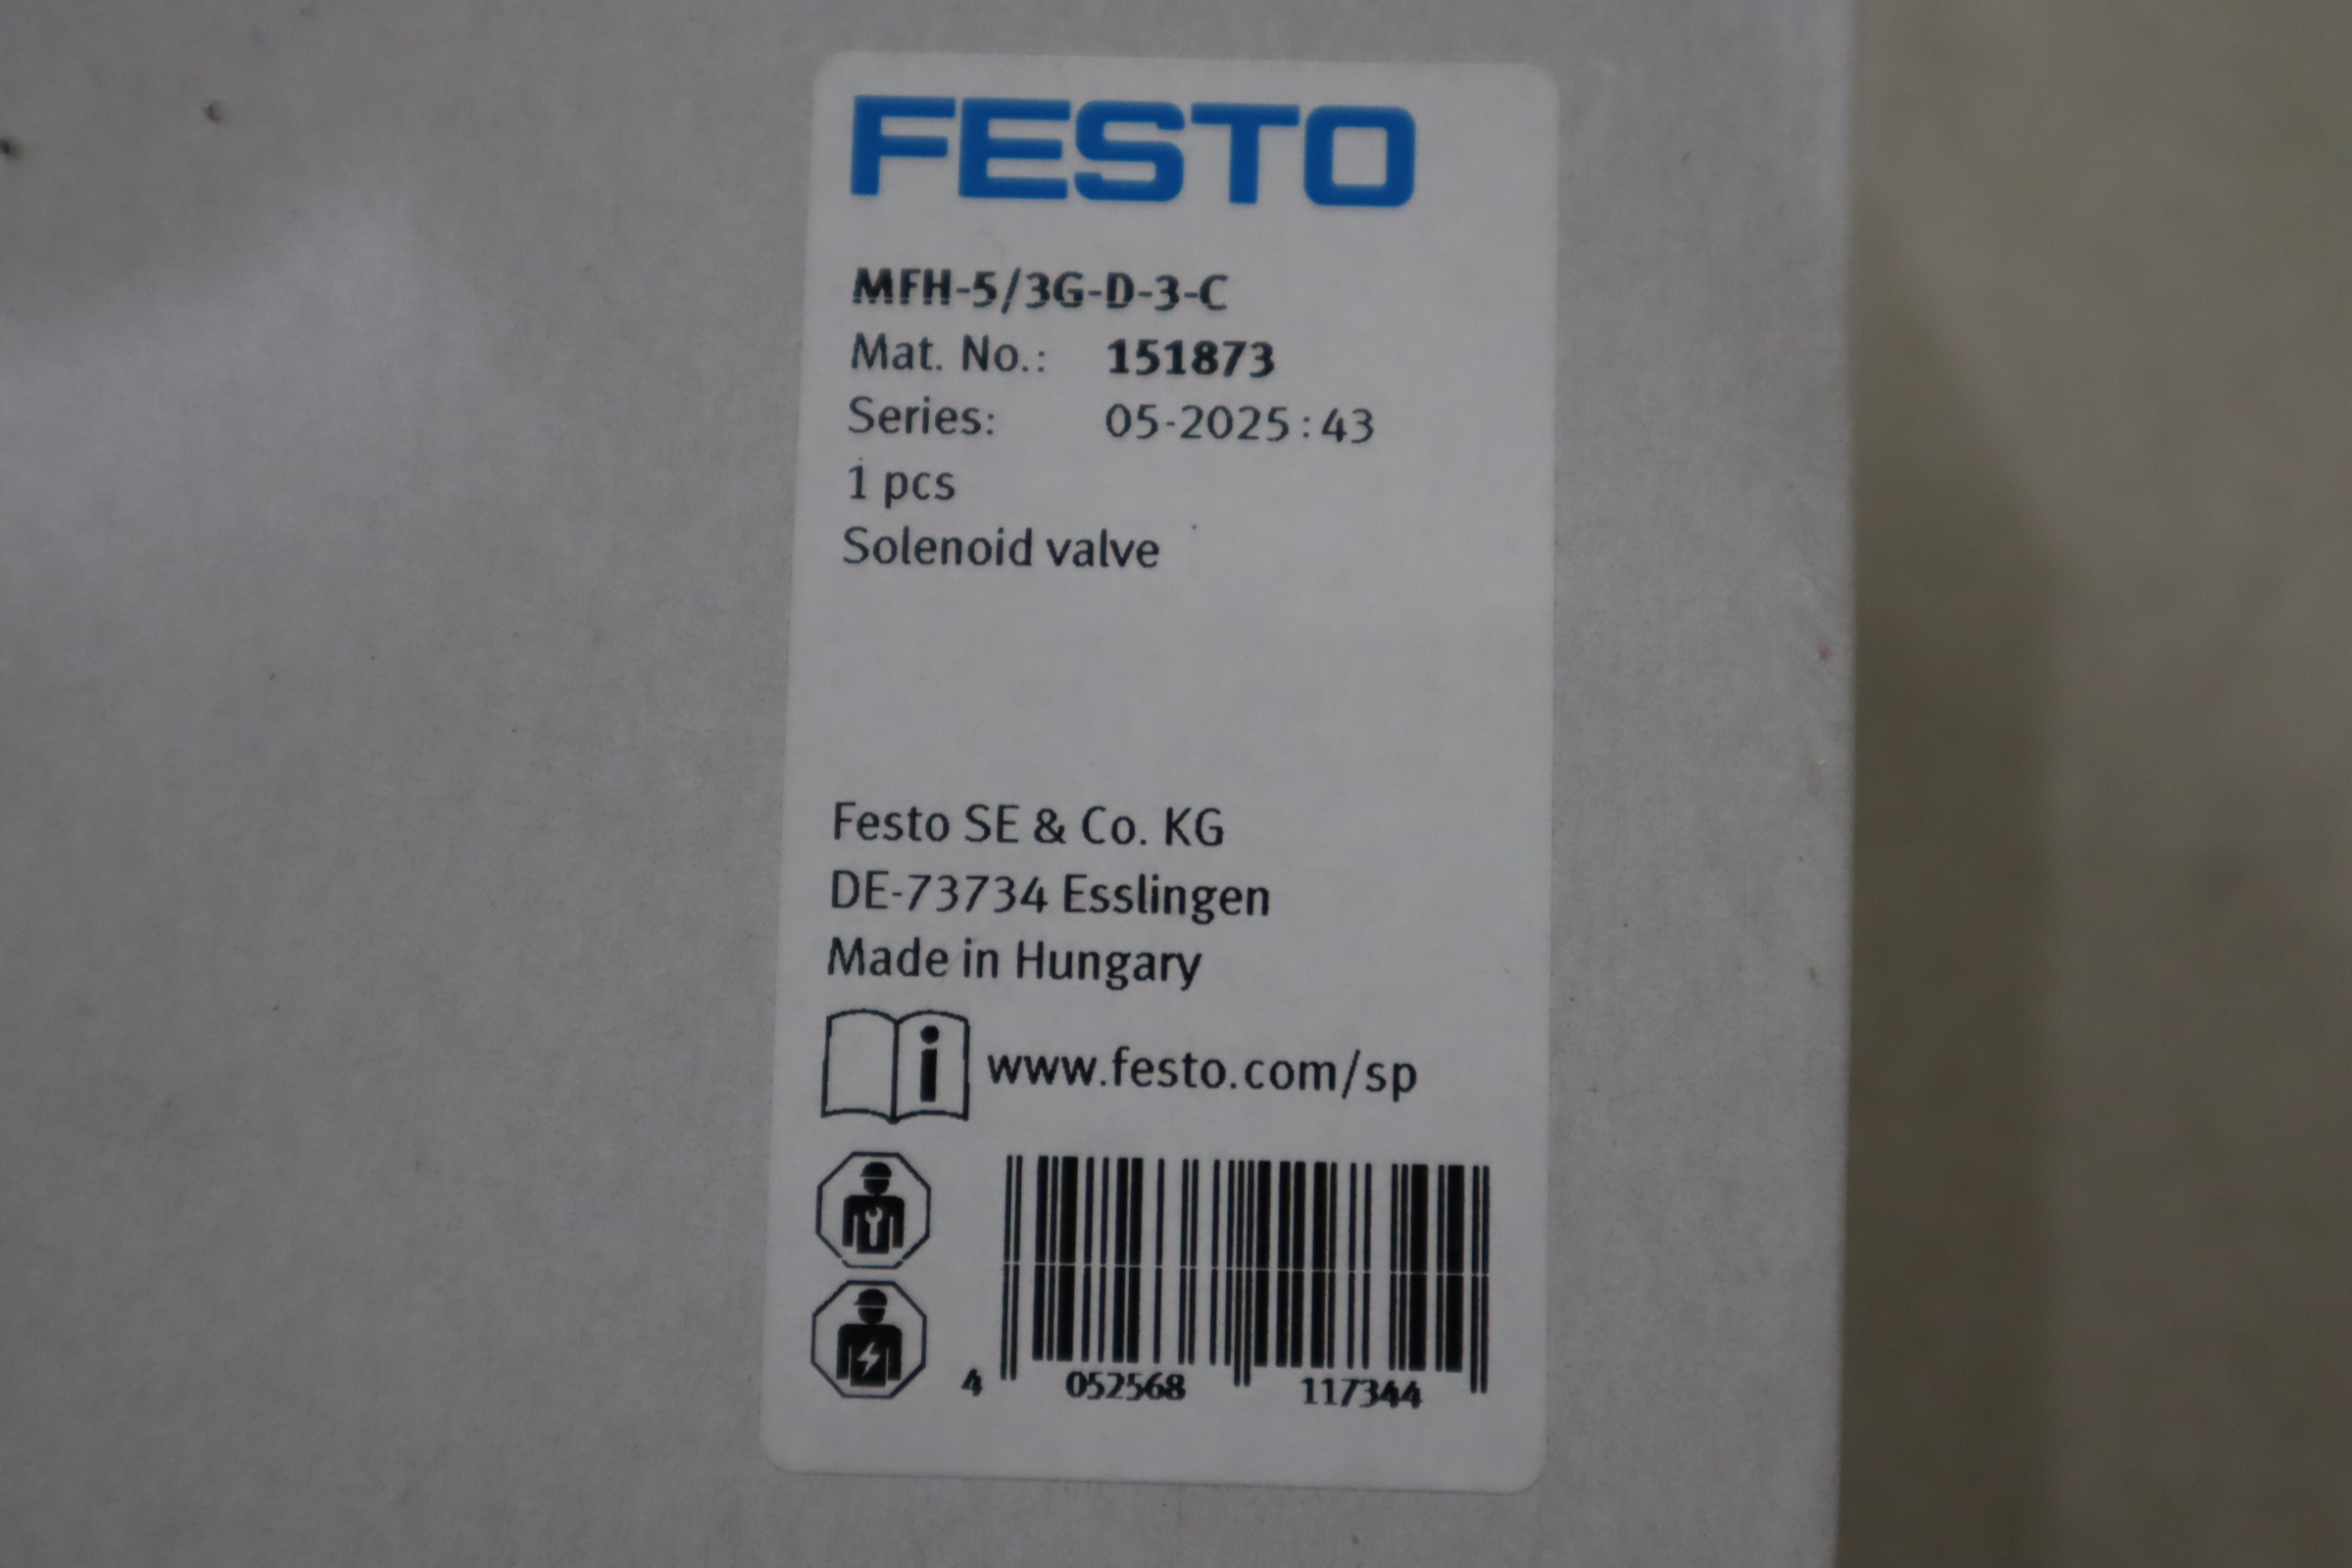 FESTO
MFH-5/3G-D-3-C
Mat. No.: 151873
Series: 05-2025:43
1 pcs
Solenoid valve
Festo SE & Co. KG
DE-73734 Esslingen
Made in Hungary
i www.festo.com/sp
4 052568 117344